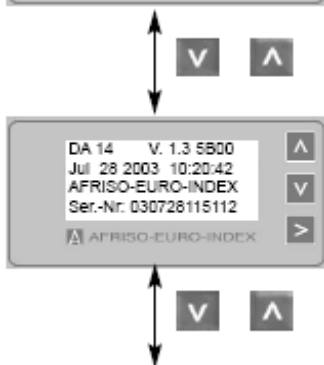 DA 14 V. 1.3 5B00
Jul 28 2003 10:20:42
AFRISO-EURO-INDEX
Ser.-Nr: 030728115112
AFRISO-EURO-INDEX